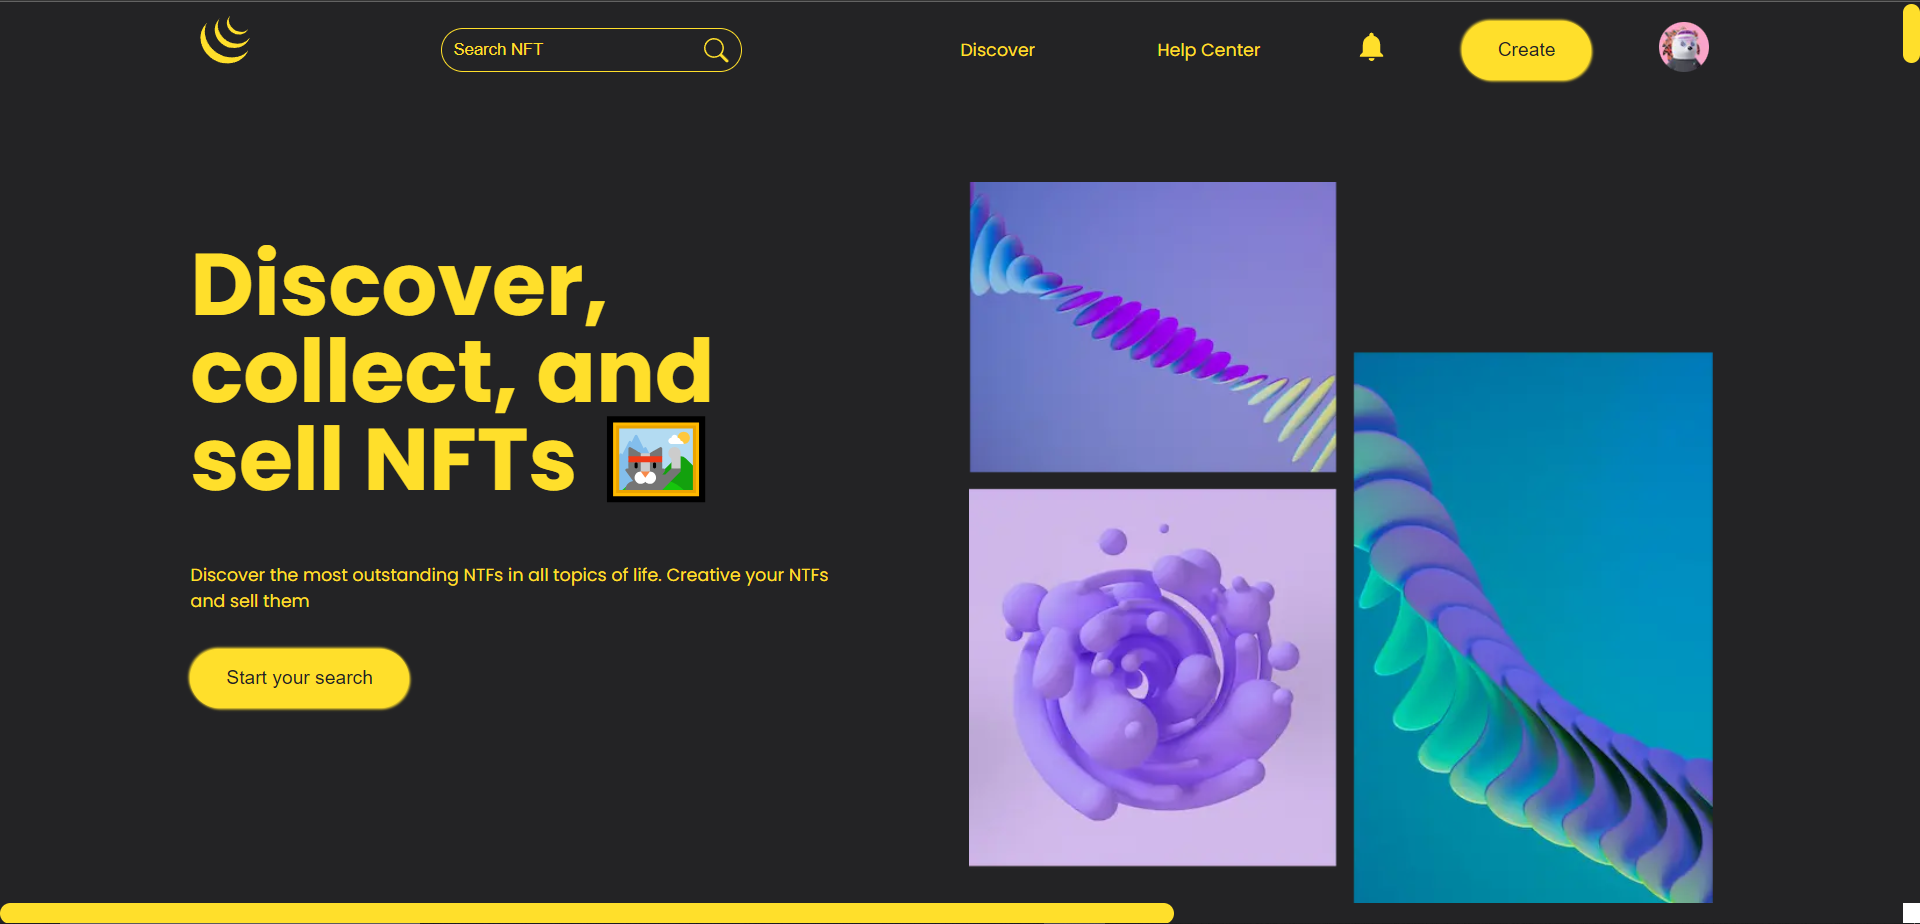 Search NFT
Discover
Help Center
Create
Discover,
collect, and
sell NFTs
Discover the most outstanding NTFs in all topics of life. Creative your NTFs
and sell them
Start your search